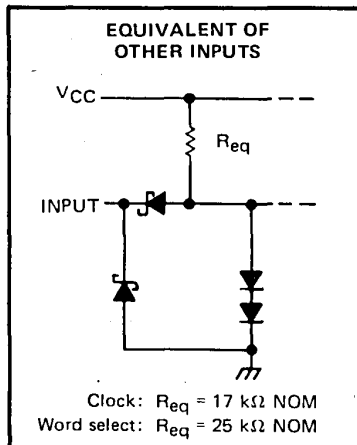 EQUIVALENT OF
OTHER INPUTS
VCC
Req
INPUT
Clock: Req = 17 kΩ NOM
Word select: Req = 25 kΩ NOM